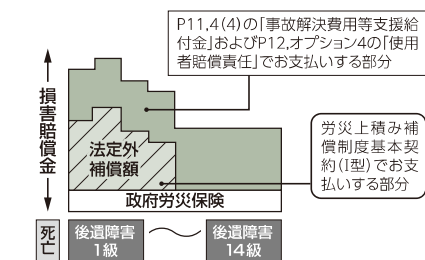 P11,4(4)の「事故解決費用等支援給
付金」およびP12,オプション4の「使用
者賠償責任」でお支払いする部分
損害賠償金
法定外
補償額
労災上積み補
償制度基本契
約(Ⅰ型)でお支
払いする部分
政府労災保険
死亡
後遺障害
1級
～
後遺障害
14級